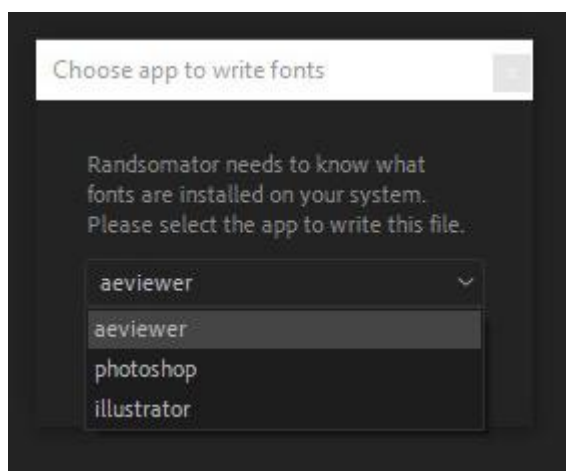 Choose app to write fonts
Randsomator needs to know what
fonts are installed on your system.
Please select the app to write this file.
aeviewer
aeviewer
photoshop
illustrator